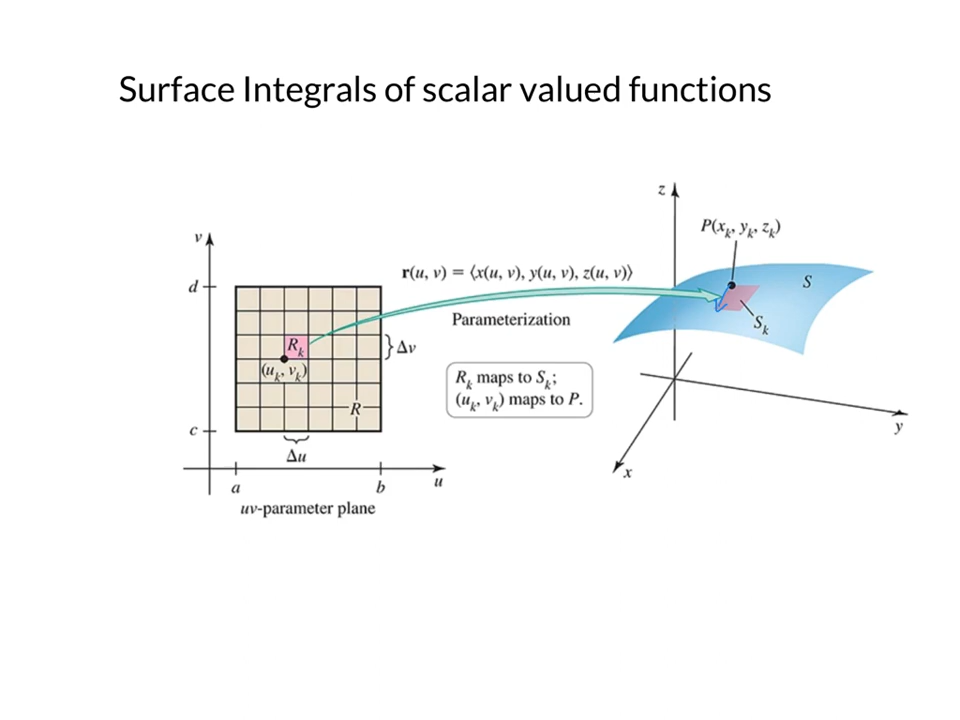 Surface Integrals of scalar valued functions
z
P(x_k, y_k, z_k)
v
r(u, v) = ⟨x(u, v), y(u, v), z(u, v)⟩
d
S
Parameterization
S_k
R_k
}Δv
(u_k, v_k)
R_k maps to S_k;
(u_k, v_k) maps to P.
R
c
y
Δu
x
a
b
u
uv-parameter plane